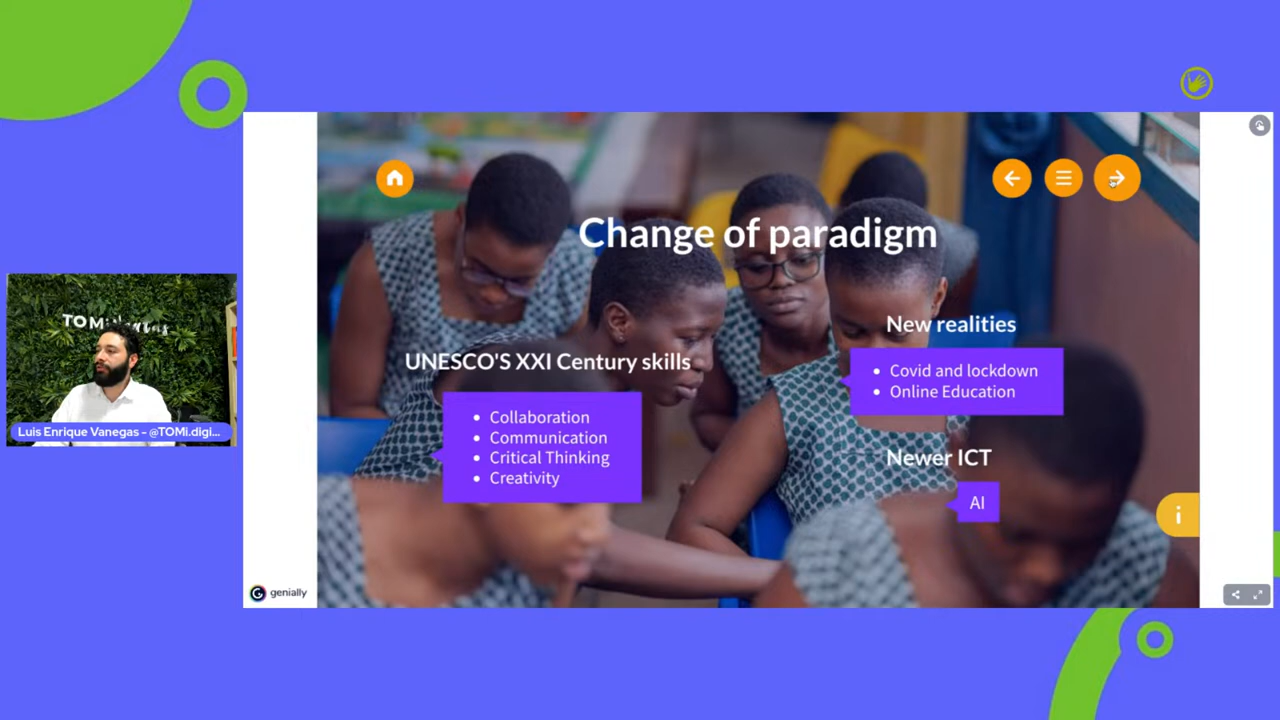 Change of paradigm
New realities
Covid and lockdown
Online Education
UNESCO'S XXI Century skills
Collaboration
Communication
Critical Thinking
Creativity
Newer ICT
AI
i
TOMi
Luis Enrique Vanegas - @TOMi.digi...
genially